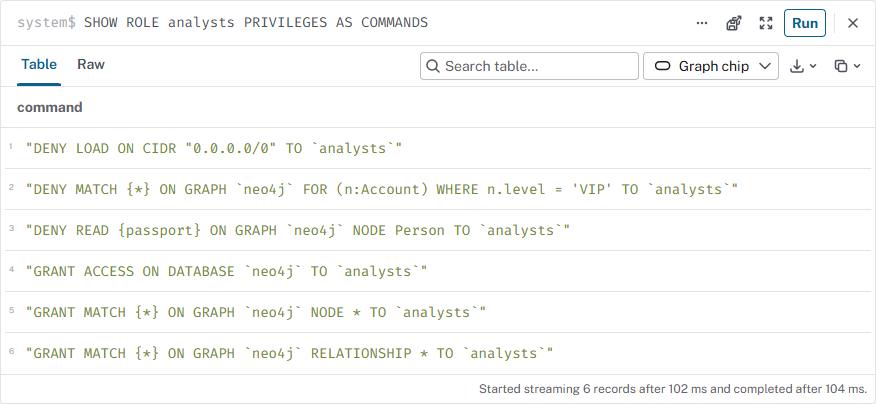 system$ SHOW ROLE analysts PRIVILEGES AS COMMANDS
Run
Table Raw
Search table...
Graph chip
command
1 "DENY LOAD ON CIDR "0.0.0.0/0" TO `analysts`"
2 "DENY MATCH {*} ON GRAPH `neo4j` FOR (n:Account) WHERE n.level = 'VIP' TO `analysts`"
3 "DENY READ {passport} ON GRAPH `neo4j` NODE Person TO `analysts`"
4 "GRANT ACCESS ON DATABASE `neo4j` TO `analysts`"
5 "GRANT MATCH {*} ON GRAPH `neo4j` NODE * TO `analysts`"
6 "GRANT MATCH {*} ON GRAPH `neo4j` RELATIONSHIP * TO `analysts`"
Started streaming 6 records after 102 ms and completed after 104 ms.